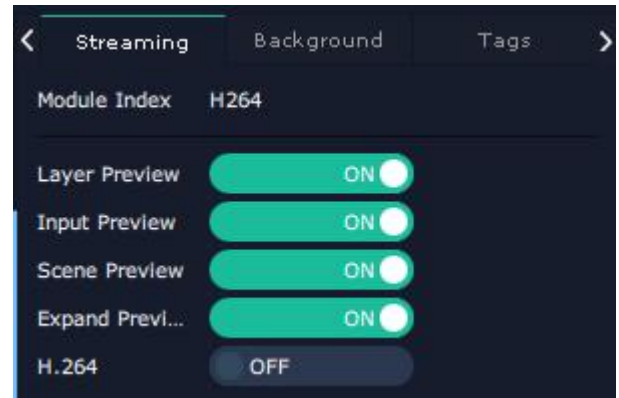 Streaming Background Tags
Module Index H264
Layer Preview ON
Input Preview ON
Scene Preview ON
Expand Previ... ON
H.264 OFF